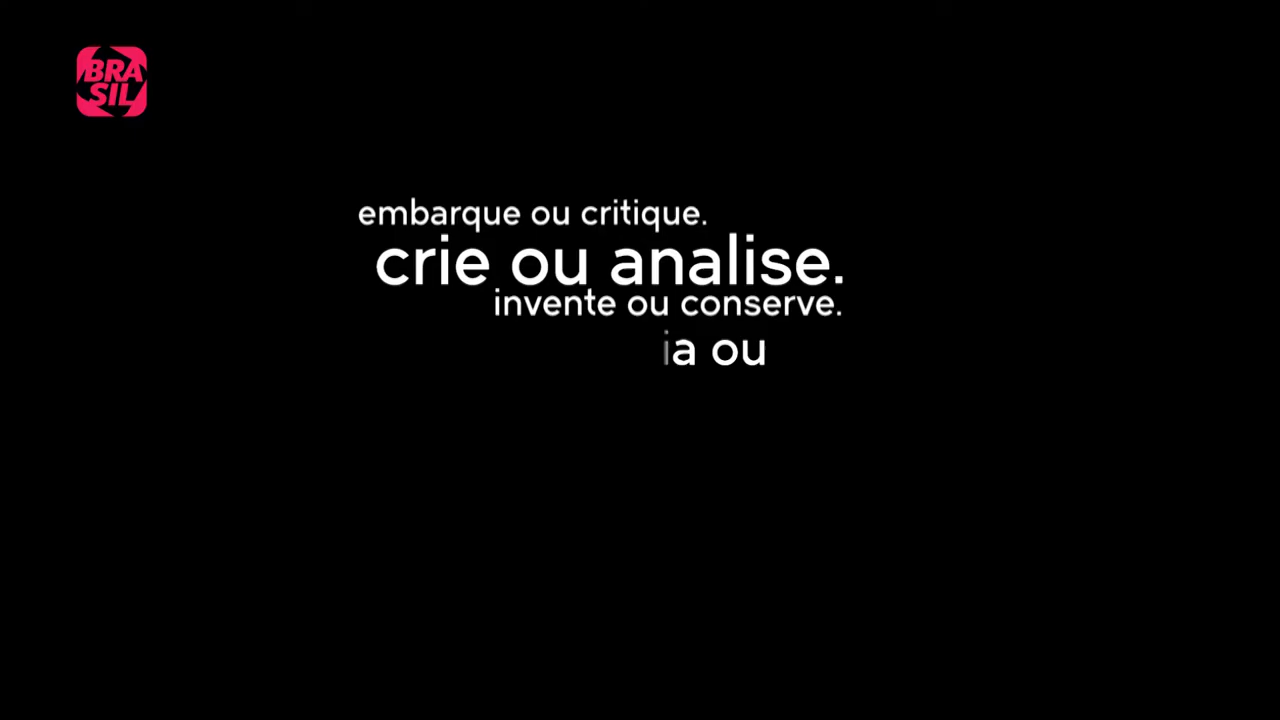 BRA
SIL
embarque ou critique.
crie ou analise.
invente ou conserve.
ia ou